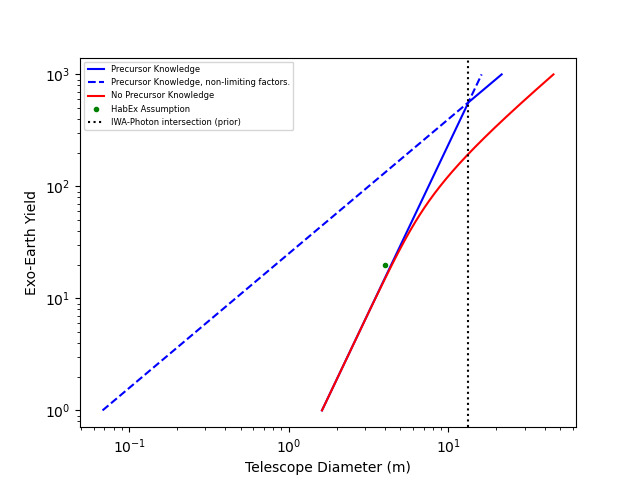 Precursor Knowledge
Precursor Knowledge, non-limiting factors.
No Precursor Knowledge
HabEx Assumption
IWA-Photon intersection (prior)
10³
10²
10¹
10⁰
Exo-Earth Yield
10⁻¹ 10⁰ 10¹
Telescope Diameter (m)